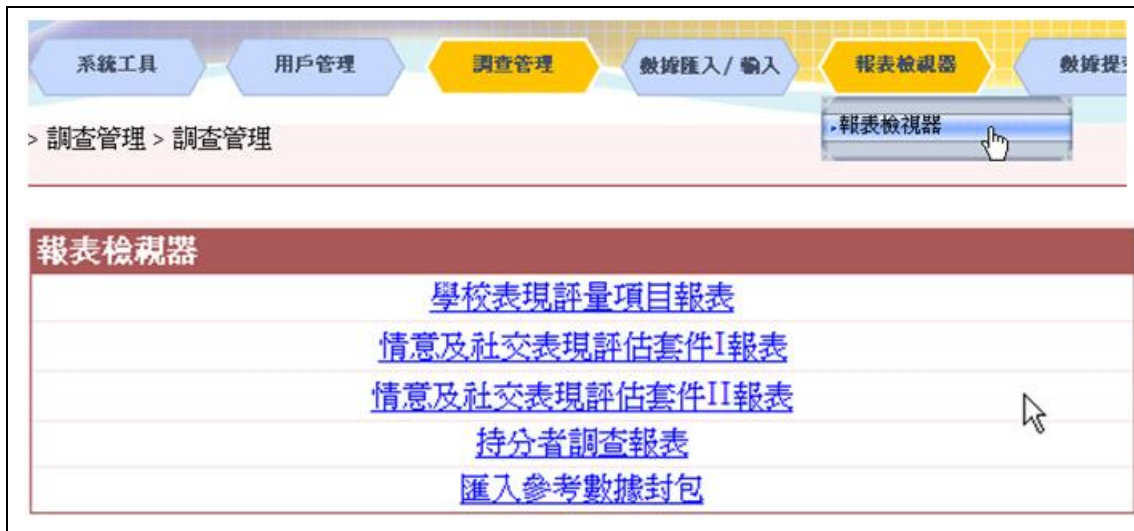 系統工具 用戶管理 調查管理 數據匯入/ 輸入 報表檢視器 數據提
報表檢視器
> 調查管理 > 調查管理
報表檢視器
學校表現評量項目報表
情意及社交表現評估套件I報表
情意及社交表現評估套件II報表
持分者調查報表
匯入參考數據封包